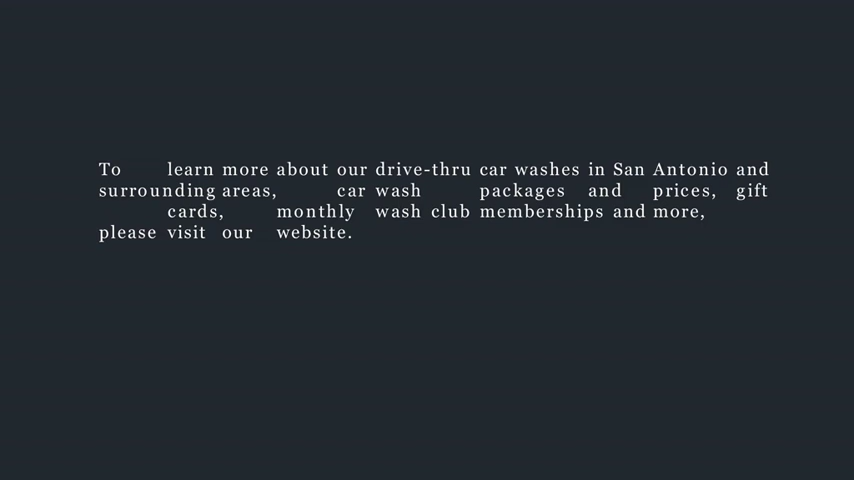 To learn more about our drive-thru car washes in San Antonio and
surrounding areas, car wash packages and prices, gift
cards, monthly wash club memberships and more,
please visit our website.